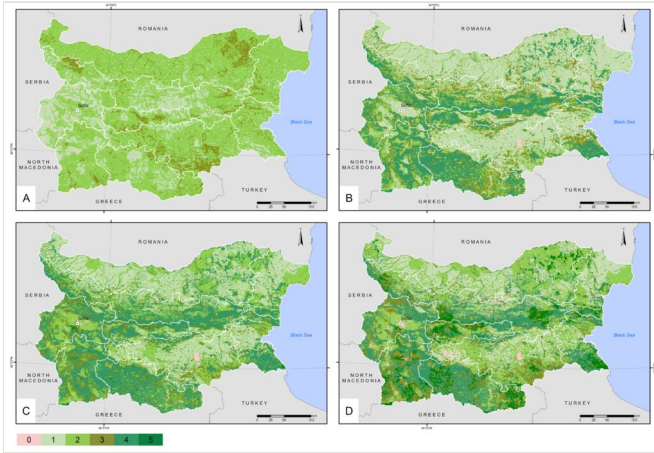 ROMANIA
SERBIA
Sofia
Black Sea
NORTH
MACEDONIA
A
GREECE
TURKEY
ROMANIA
SERBIA
Black Sea
NORTH
MACEDONIA
B
GREECE
TURKEY
ROMANIA
SERBIA
Black Sea
NORTH
MACEDONIA
C
GREECE
TURKEY
ROMANIA
SERBIA
Black Sea
NORTH
MACEDONIA
D
GREECE
TURKEY
0 1 2 3 4 5